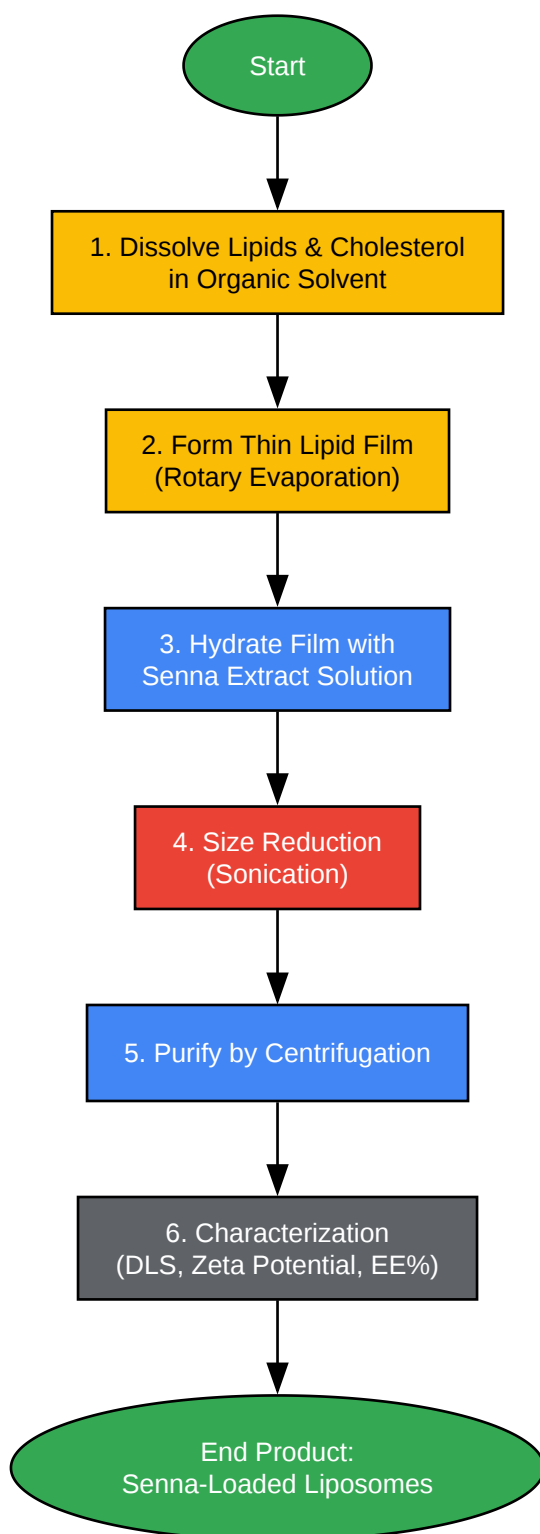 Start
1. Dissolve Lipids & Cholesterol
in Organic Solvent
2. Form Thin Lipid Film
(Rotary Evaporation)
3. Hydrate Film with
Senna Extract Solution
4. Size Reduction
(Sonication)
5. Purify by Centrifugation
6. Characterization
(DLS, Zeta Potential, EE%)
End Product:
Senna-Loaded Liposomes